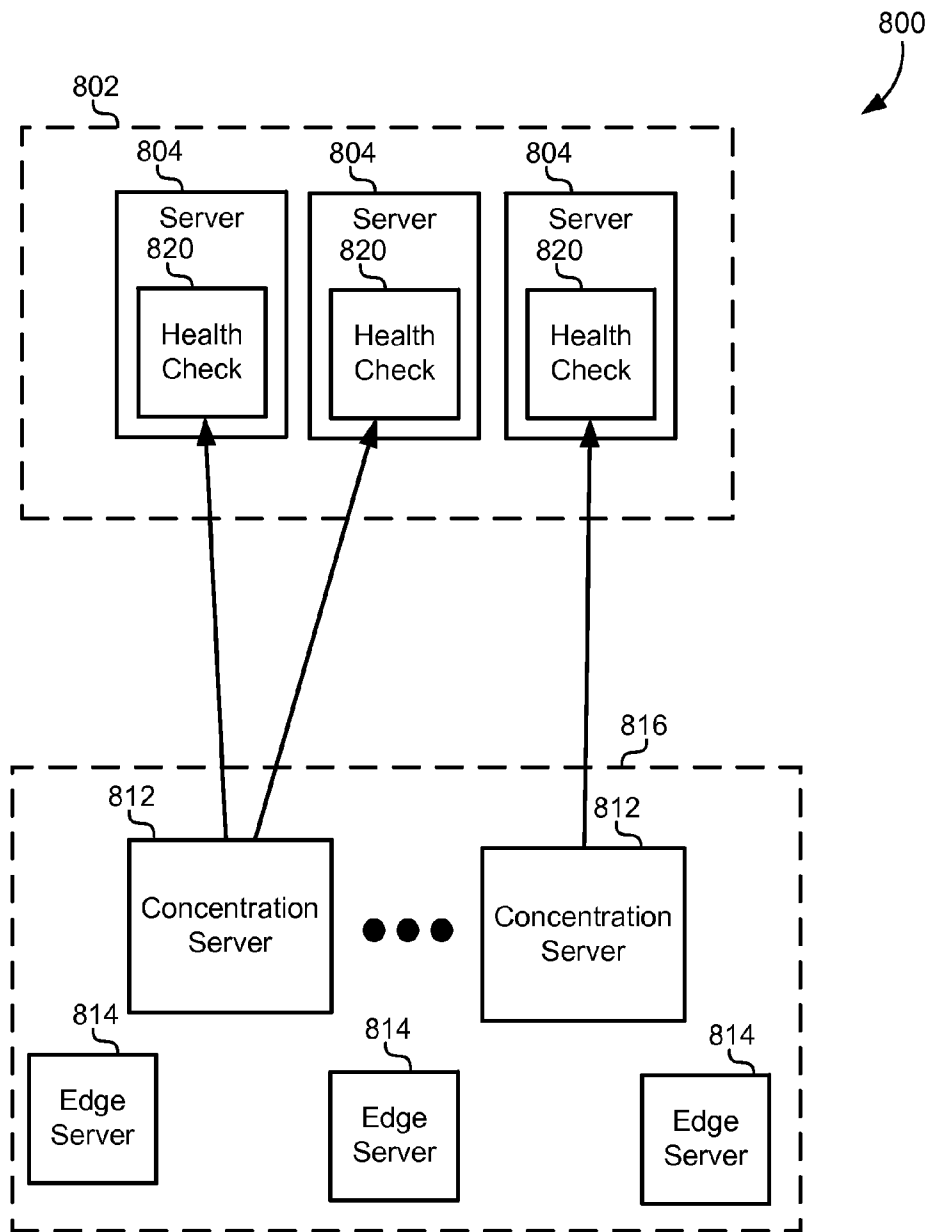 800
802
804
804
804
Server
Server
Server
820
820
820
Health
Check
Health
Check
Health
Check
816
812
812
Concentration
Server
Concentration
Server
814
814
814
Edge
Server
Edge
Server
Edge
Server